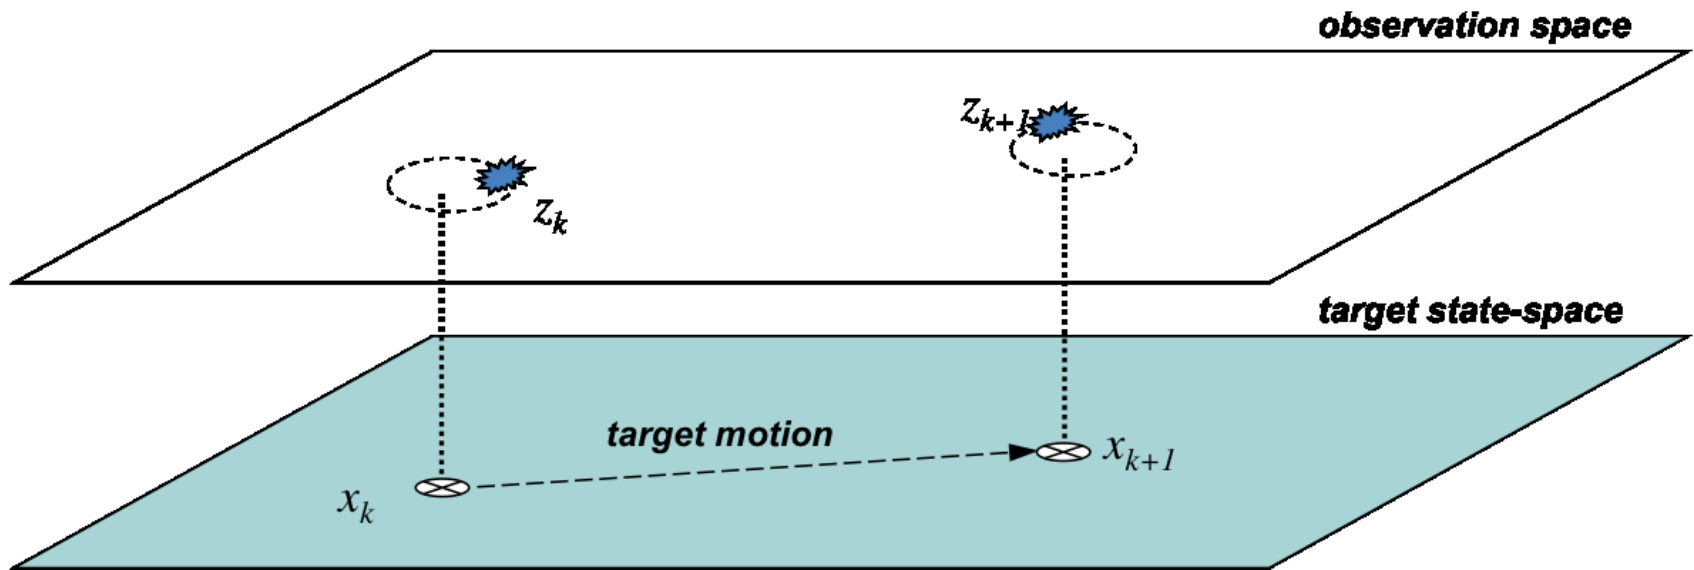 observation space
z_{k+1}
z_k
target state-space
target motion
x_{k+1}
x_k